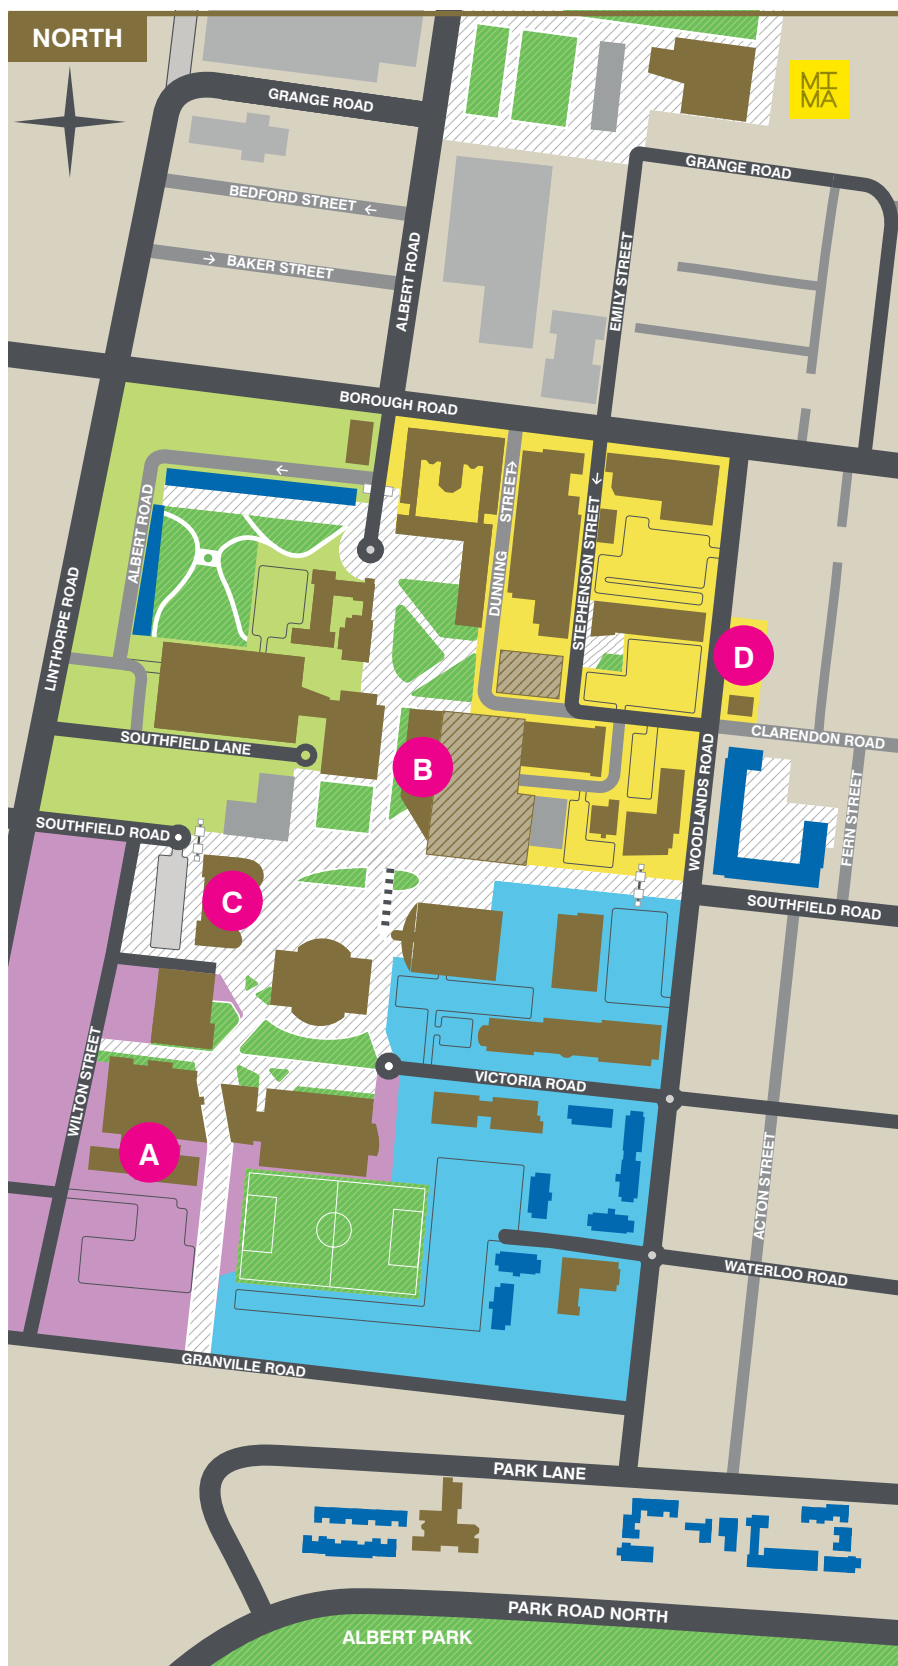 NORTH
MI
MA
GRANGE ROAD
GRANGE ROAD
BEDFORD STREET
ALBERT ROAD
EMILY STREET
BAKER STREET
BOROUGH ROAD
ALBERT ROAD
DUNNING STREET
STEPHENSON STREET
LINTHORPE ROAD
D
SOUTHFIELD LANE
CLARENDON ROAD
B
WOODLANDS ROAD
FERN STREET
SOUTHFIELD ROAD
C
SOUTHFIELD ROAD
WILTON STREET
VICTORIA ROAD
A
ACTON STREET
WATERLOO ROAD
GRANVILLE ROAD
PARK LANE
PARK ROAD NORTH
ALBERT PARK